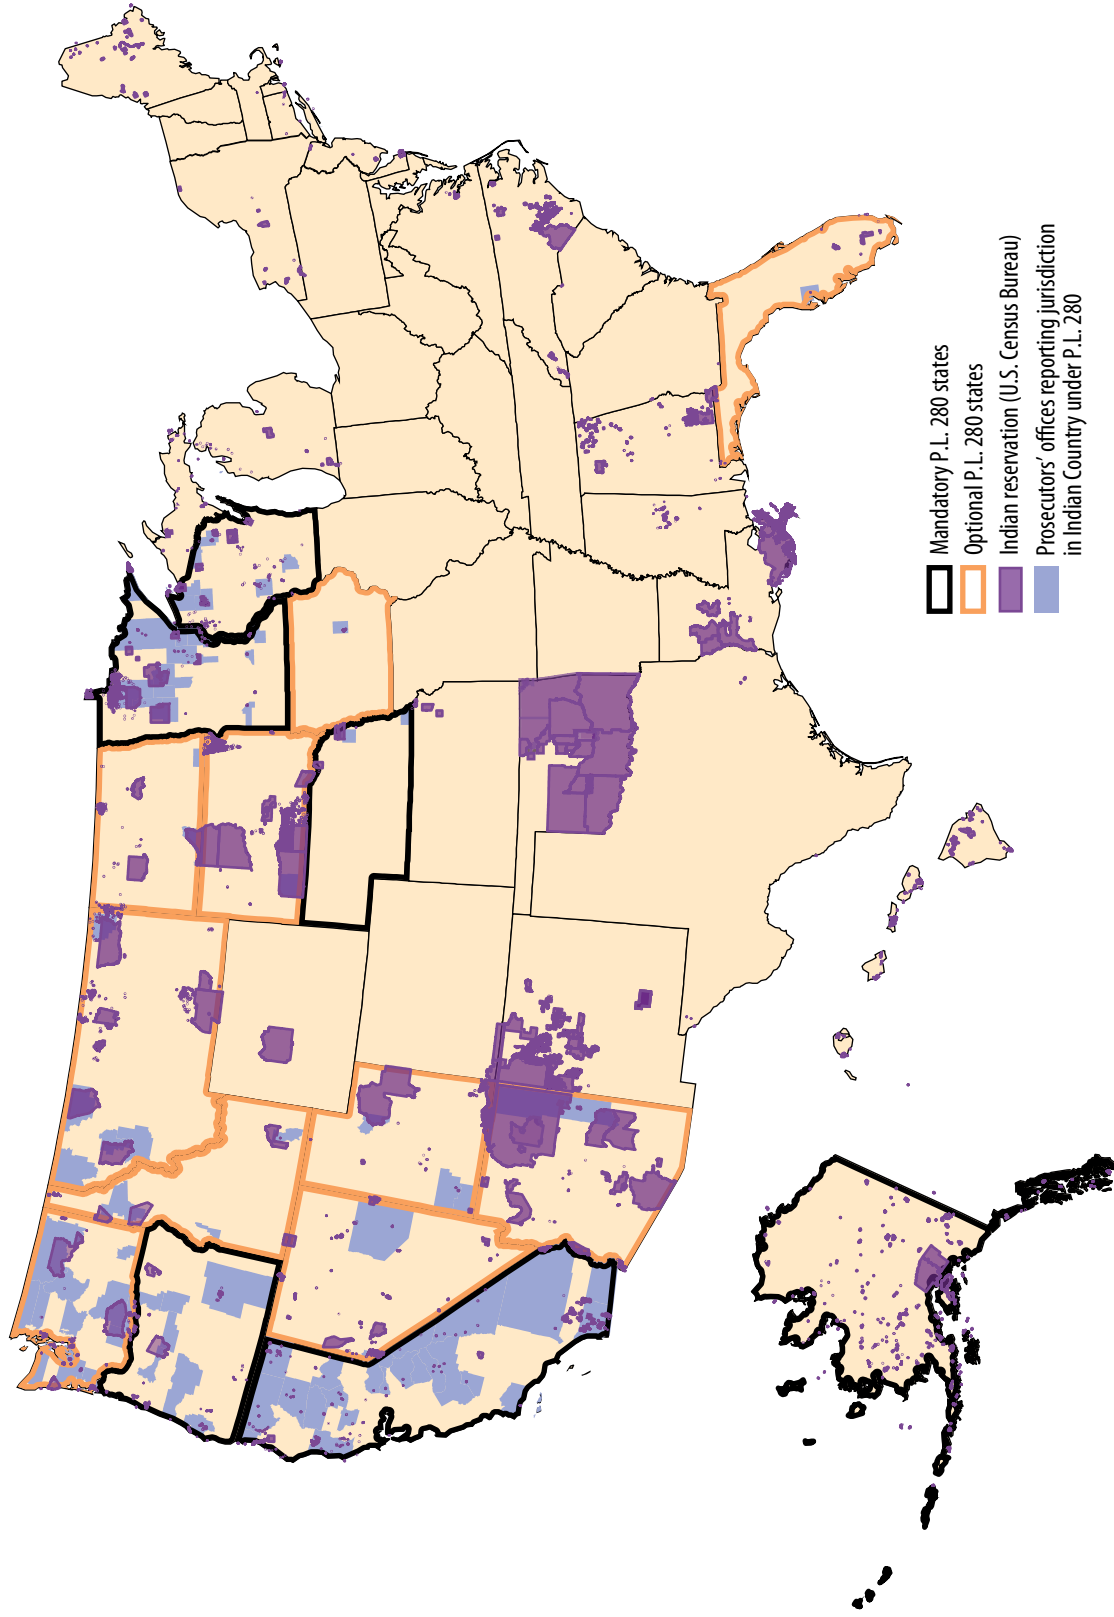 Mandatory P.L. 280 states
Optional P.L. 280 states
Indian reservation (U.S. Census Bureau)
Prosecutors' offices reporting jurisdiction
in Indian Country under P.L. 280